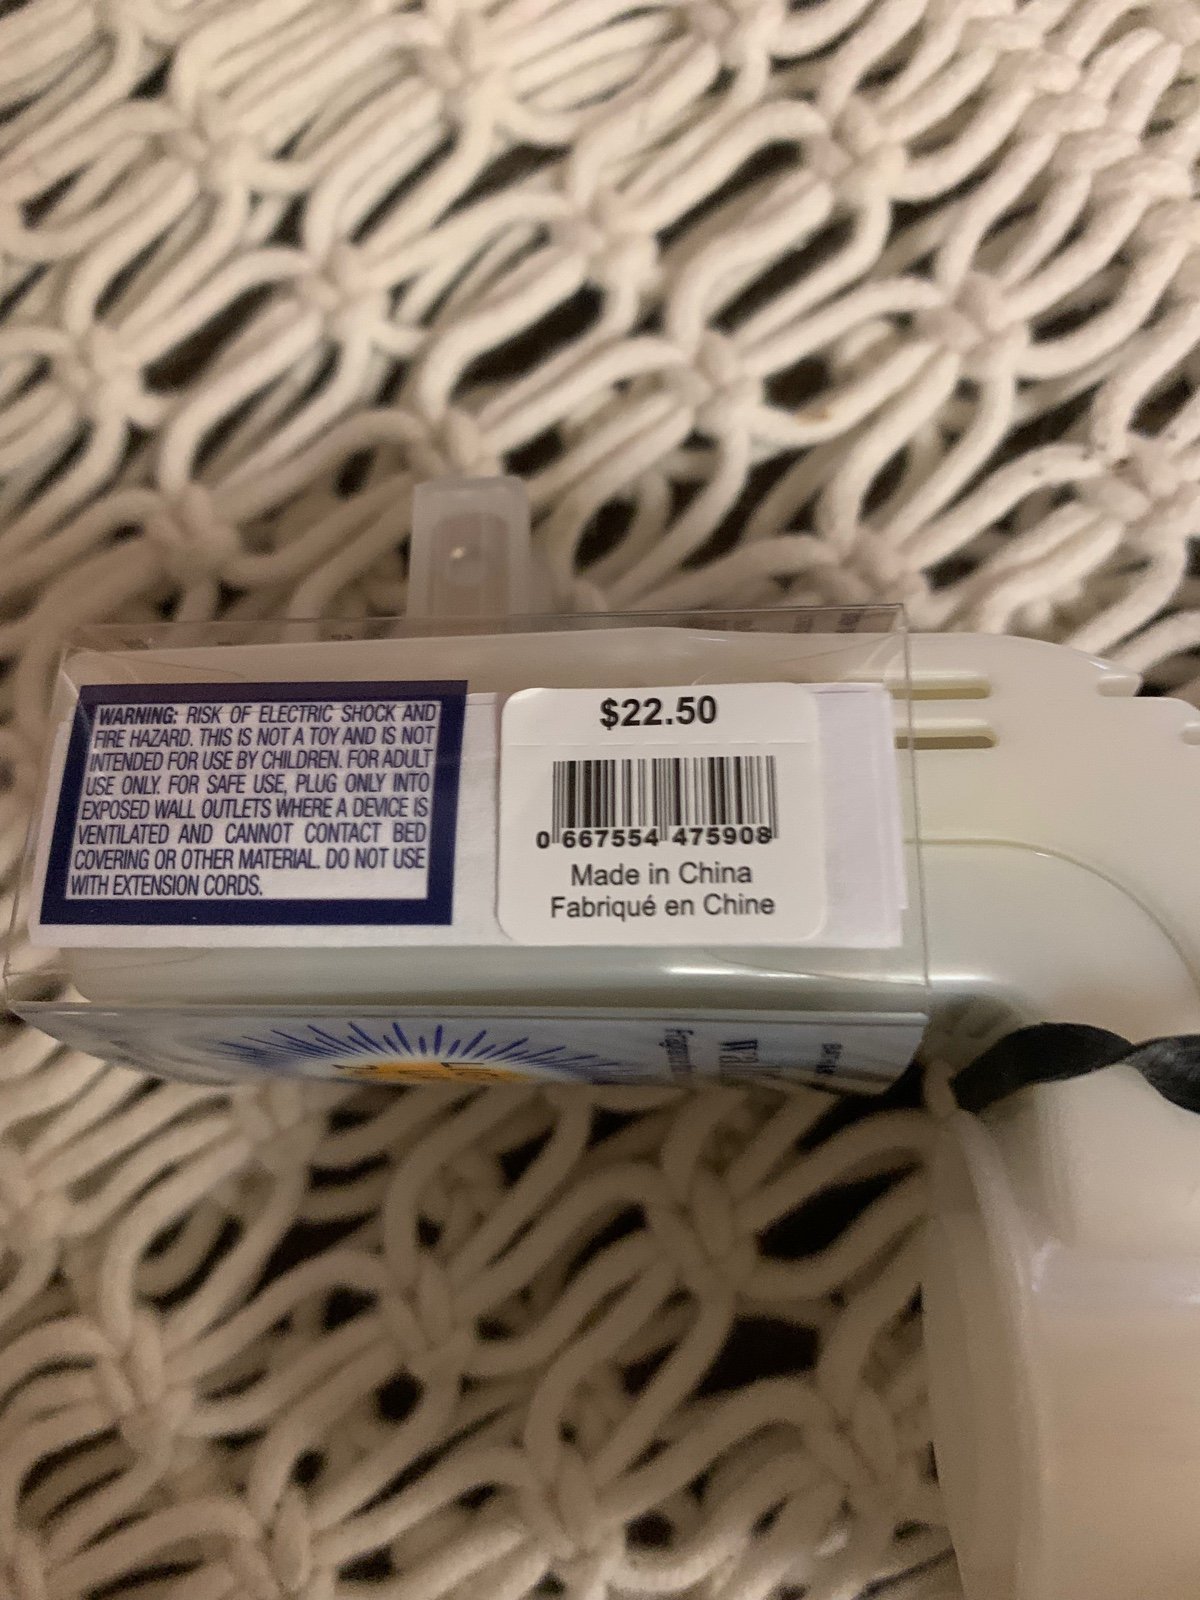 WARNING: RISK OF ELECTRIC SHOCK AND
FIRE HAZARD. THIS IS NOT A TOY AND IS NOT
INTENDED FOR USE BY CHILDREN. FOR ADULT
USE ONLY. FOR SAFE USE, PLUG ONLY INTO
EXPOSED WALL OUTLETS WHERE A DEVICE IS
VENTILATED AND CANNOT CONTACT BED
COVERING OR OTHER MATERIAL. DO NOT USE
WITH EXTENSION CORDS.
$22.50
0 667554 475908
Made in China
Fabriqué en Chine